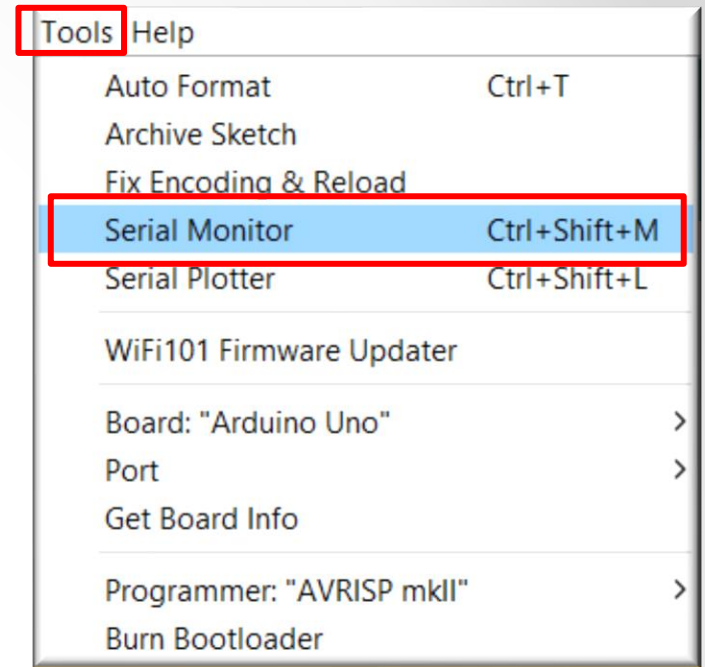 Tools Help
Auto Format Ctrl+T
Archive Sketch
Fix Encoding & Reload
Serial Monitor Ctrl+Shift+M
Serial Plotter Ctrl+Shift+L
WiFi101 Firmware Updater
Board: "Arduino Uno"
Port
Get Board Info
Programmer: "AVRISP mkII"
Burn Bootloader